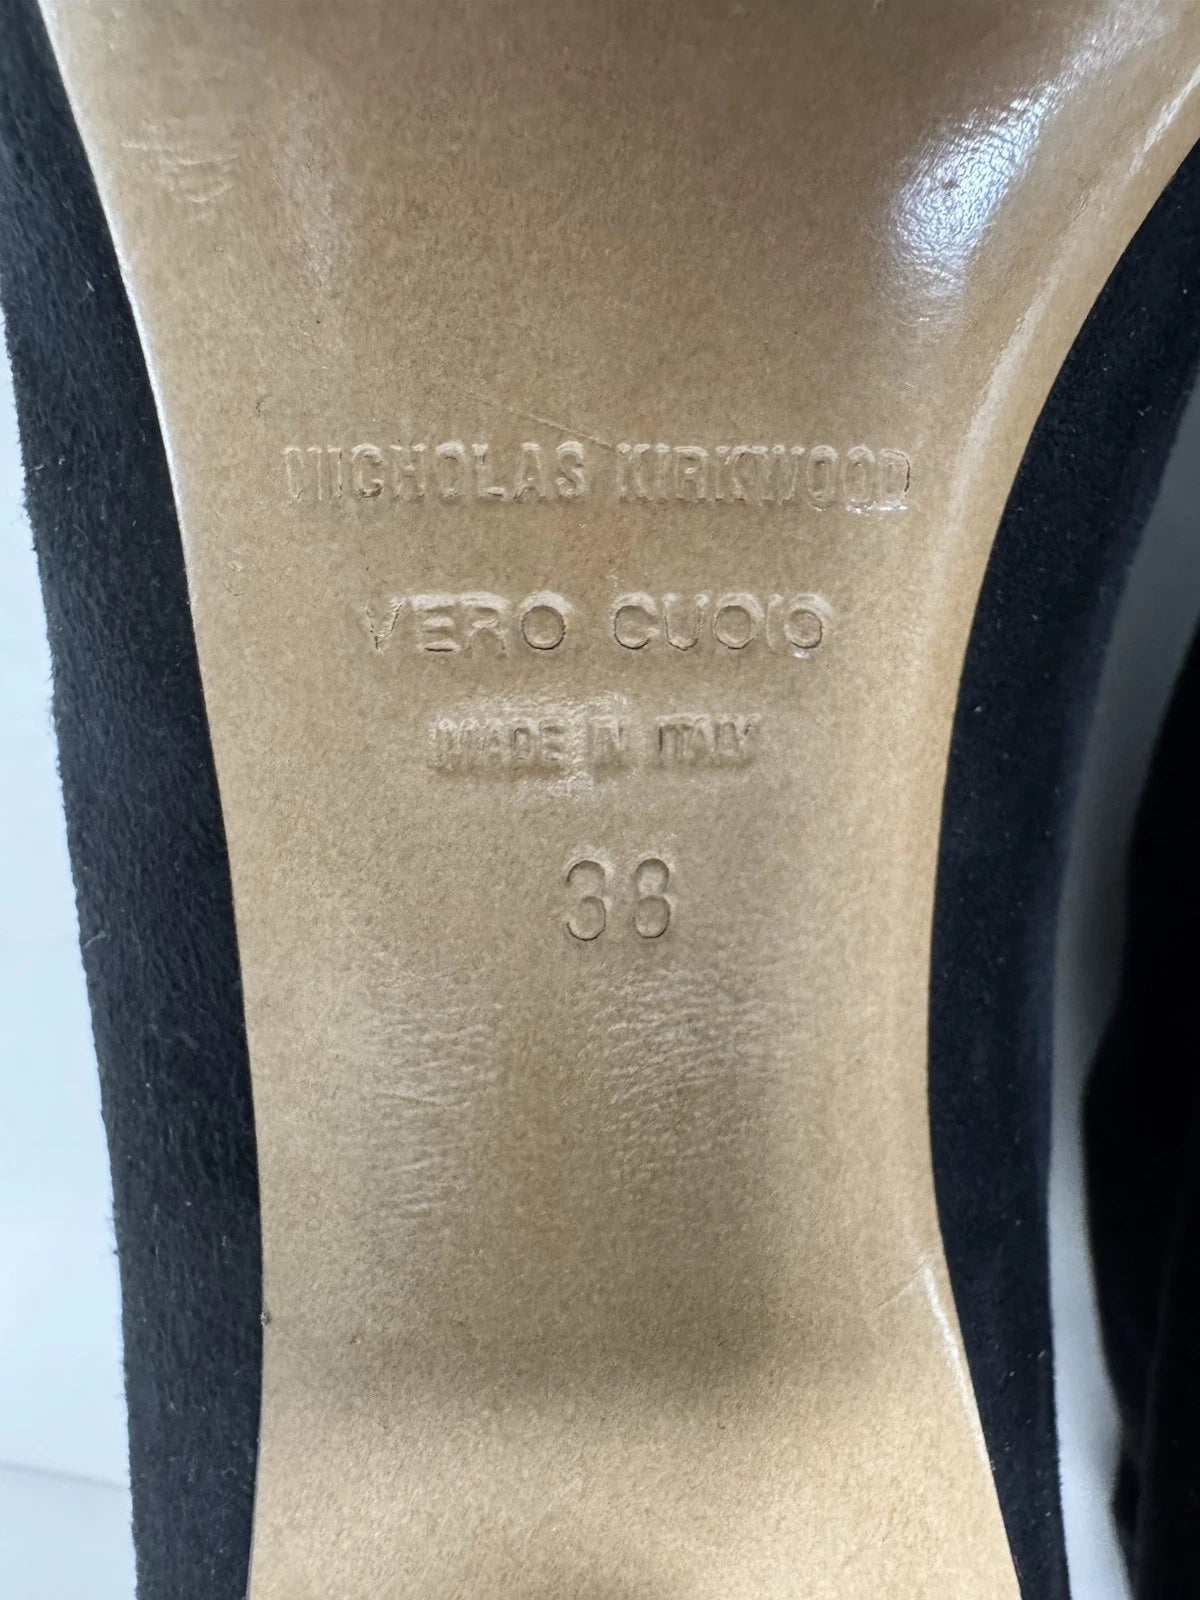 NICHOLAS KIRKWOOD
VERO CUOIO
MADE IN ITALY
38